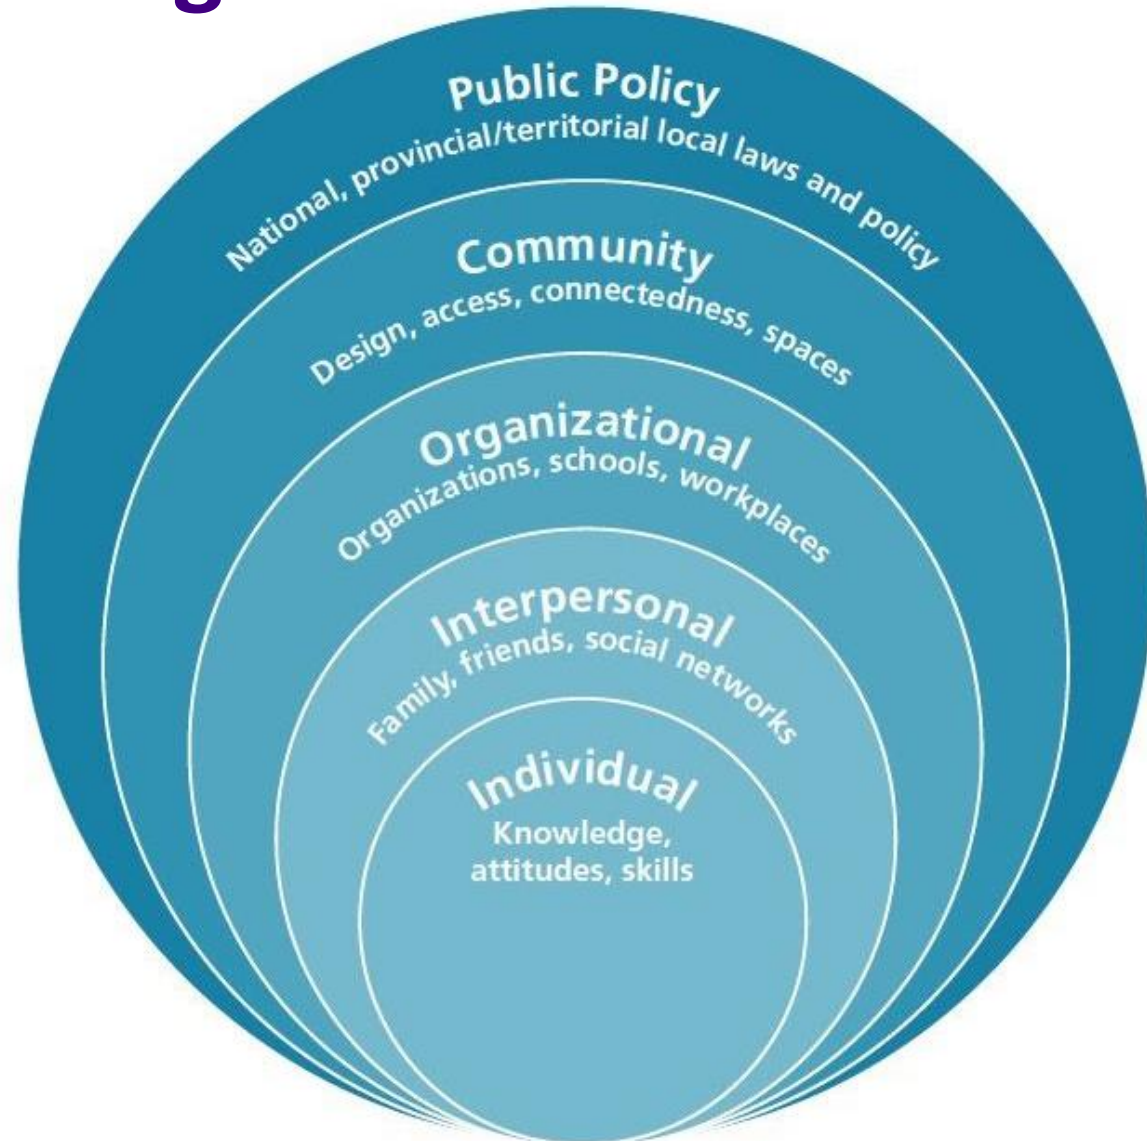 g
Public Policy
National, provincial/territorial local laws and policy
Community
Design, access, connectedness, spaces
Organizational
Organizations, schools, workplaces
Interpersonal
Family, friends, social networks
Individual
Knowledge,
attitudes, skills